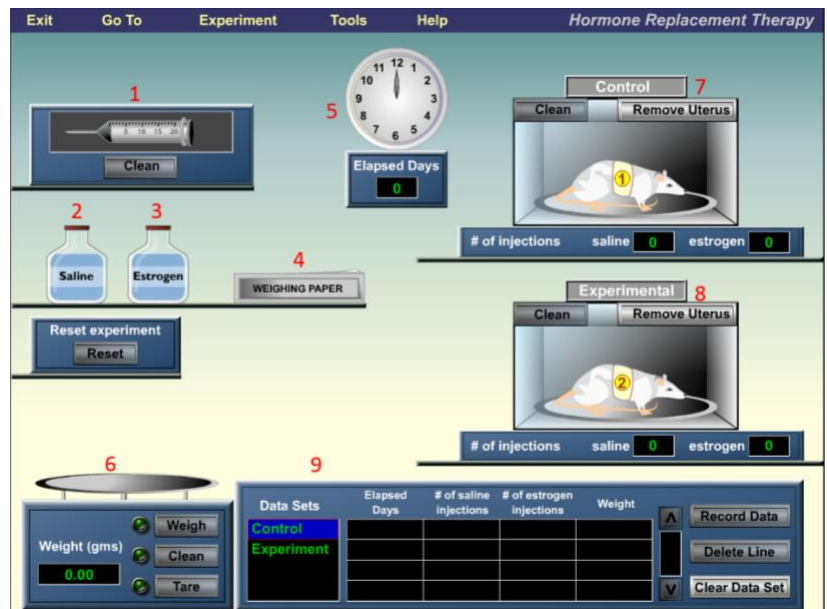 Exit Go To Experiment Tools Help Hormone Replacement Therapy
1
5 10 15 20
Clean
5
12
1
2
3
4
5
6
7
8
9
10
11
Elapsed Days
0
Control 7
Clean Remove Uterus
1
# of injections saline 0 estrogen 0
2 3
Saline Estrogen
4
WEIGHING PAPER
Reset experiment
Reset
Experimental 8
Clean Remove Uterus
2
# of injections saline 0 estrogen 0
6
Weigh
Weight (gms) Clean
0.00 Tare
9
Data Sets Elapsed Days # of saline injections # of estrogen injections Weight
Control
Experiment
Record Data
Delete Line
Clear Data Set